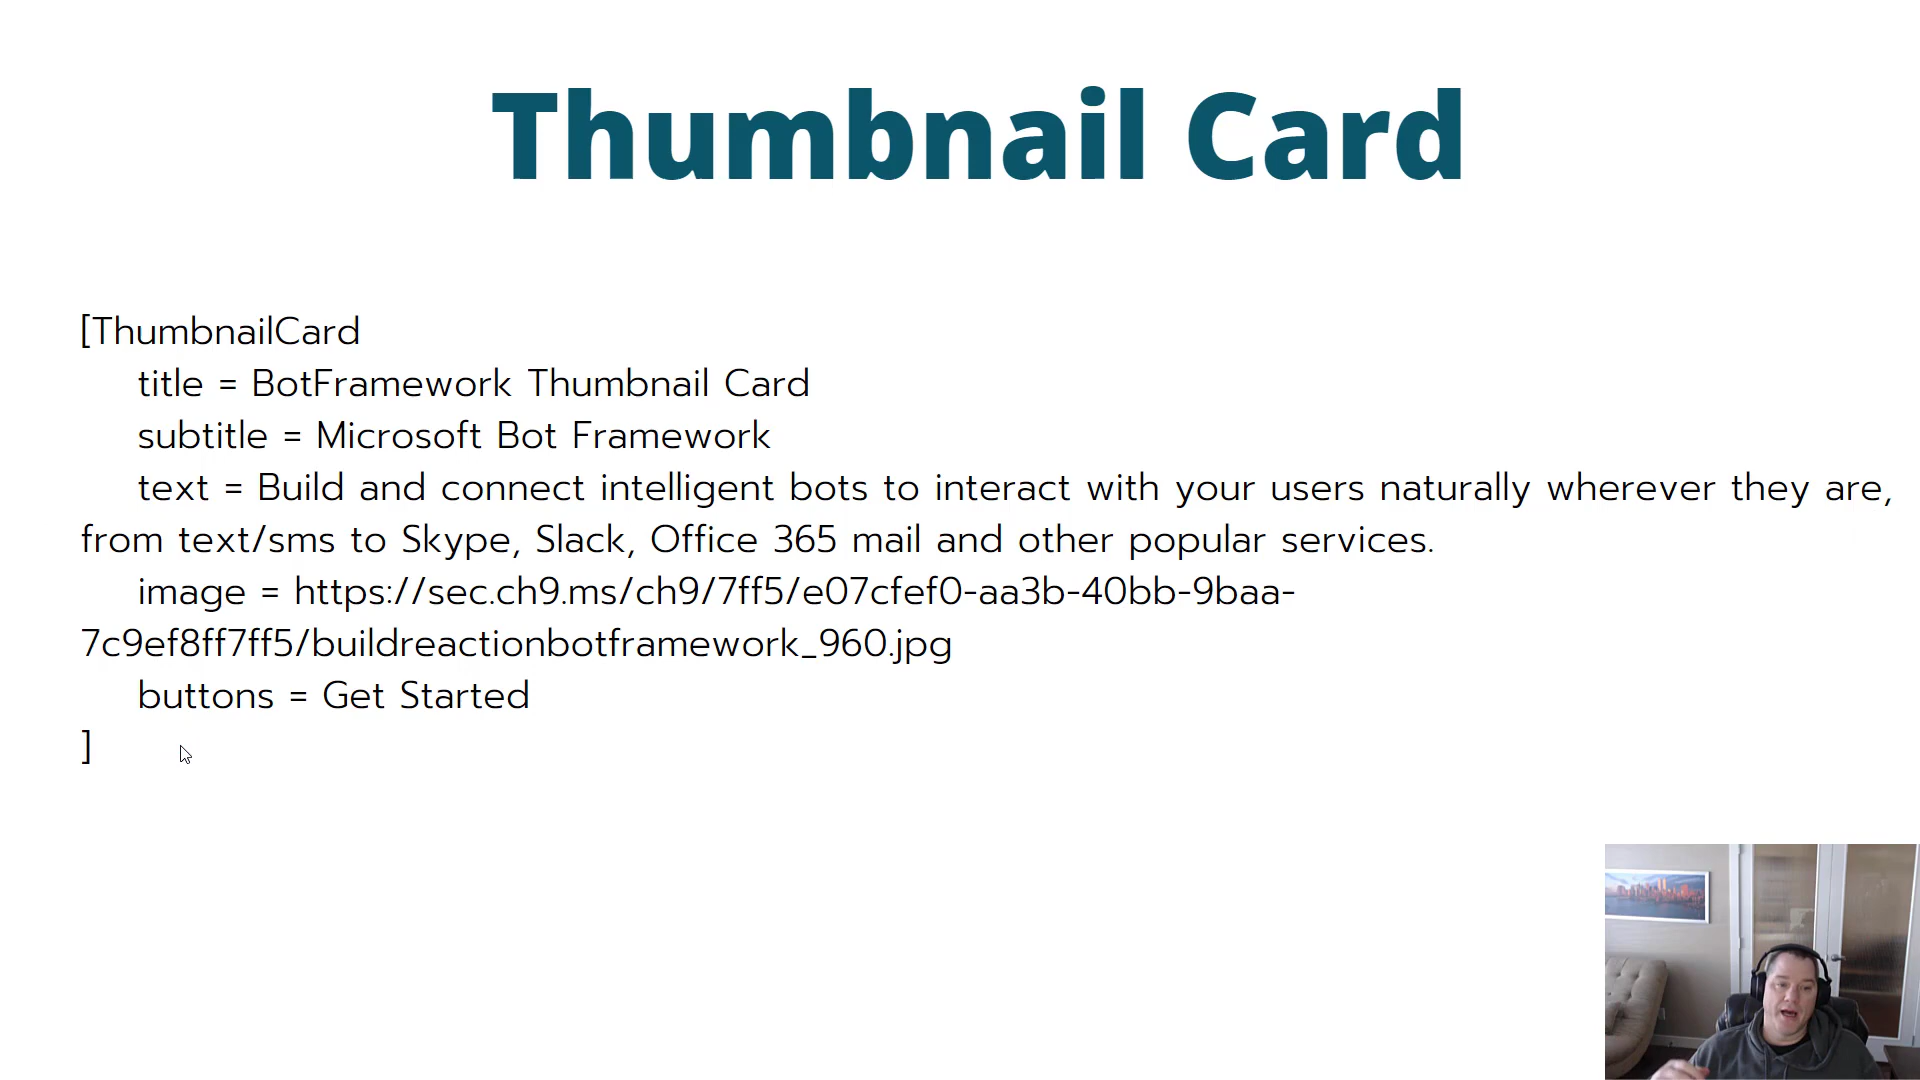 Thumbnail Card
[ThumbnailCard
title = BotFramework Thumbnail Card
subtitle = Microsoft Bot Framework
text = Build and connect intelligent bots to interact with your users naturally wherever they are,
from text/sms to Skype, Slack, Office 365 mail and other popular services.
image = https://sec.ch9.ms/ch9/7ff5/e07cfef0-aa3b-40bb-9baa-
7c9ef8ff7ff5/buildreactionbotframework_960.jpg
buttons = Get Started
]